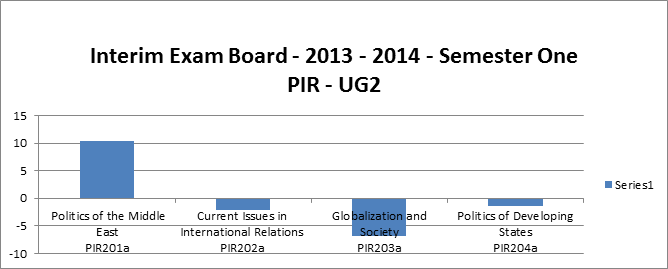 Interim Exam Board - 2013 - 2014 - Semester One
PIR - UG2
15
10
5
0
-5
-10
Politics of the Middle
East
PIR201a
Current Issues in
International Relations
PIR202a
Globalization and
Society
PIR203a
Politics of Developing
States
PIR204a
Series1